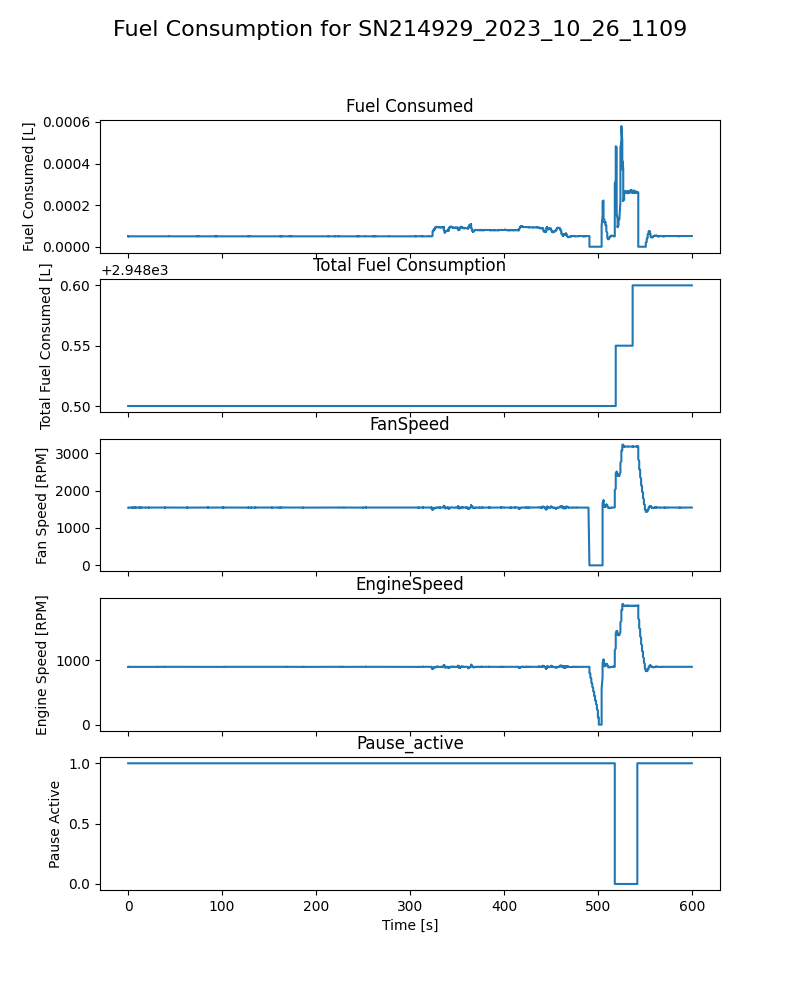 Fuel Consumption for SN214929_2023_10_26_1109
Fuel Consumed
Fuel Consumed [L]
0.0006
0.0004
0.0002
0.0000
+2.948e3
Total Fuel Consumption
Total Fuel Consumed [L]
0.60
0.55
0.50
FanSpeed
Fan Speed [RPM]
3000
2000
1000
0
EngineSpeed
Engine Speed [RPM]
1000
0
Pause_active
Pause Active
1.0
0.5
0.0
0 100 200 300 400 500 600
Time [s]